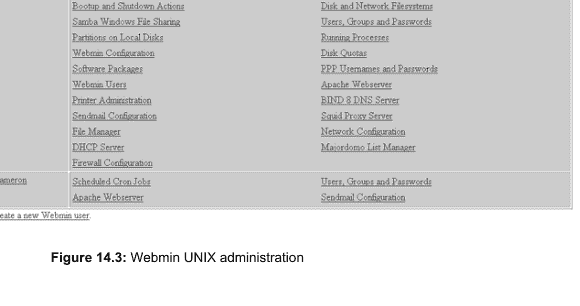 Bootup and Shutdown Actions Disk and Network Filesystems
Samba Windows File Sharing Users, Groups and Passwords
Partitions on Local Disks Running Processes
Webmin Configuration Disk Quotas
Software Packages PPP Usernames and Passwords
Webmin Users Apache Webserver
Printer Administration BIND 8 DNS Server
Sendmail Configuration Squid Proxy Server
File Manager Network Configuration
DHCP Server Majordomo List Manager
Firewall Configuration
ameron Scheduled Cron Jobs Users, Groups and Passwords
Apache Webserver Sendmail Configuration
eate a new Webmin user.
Figure 14.3: Webmin UNIX administration